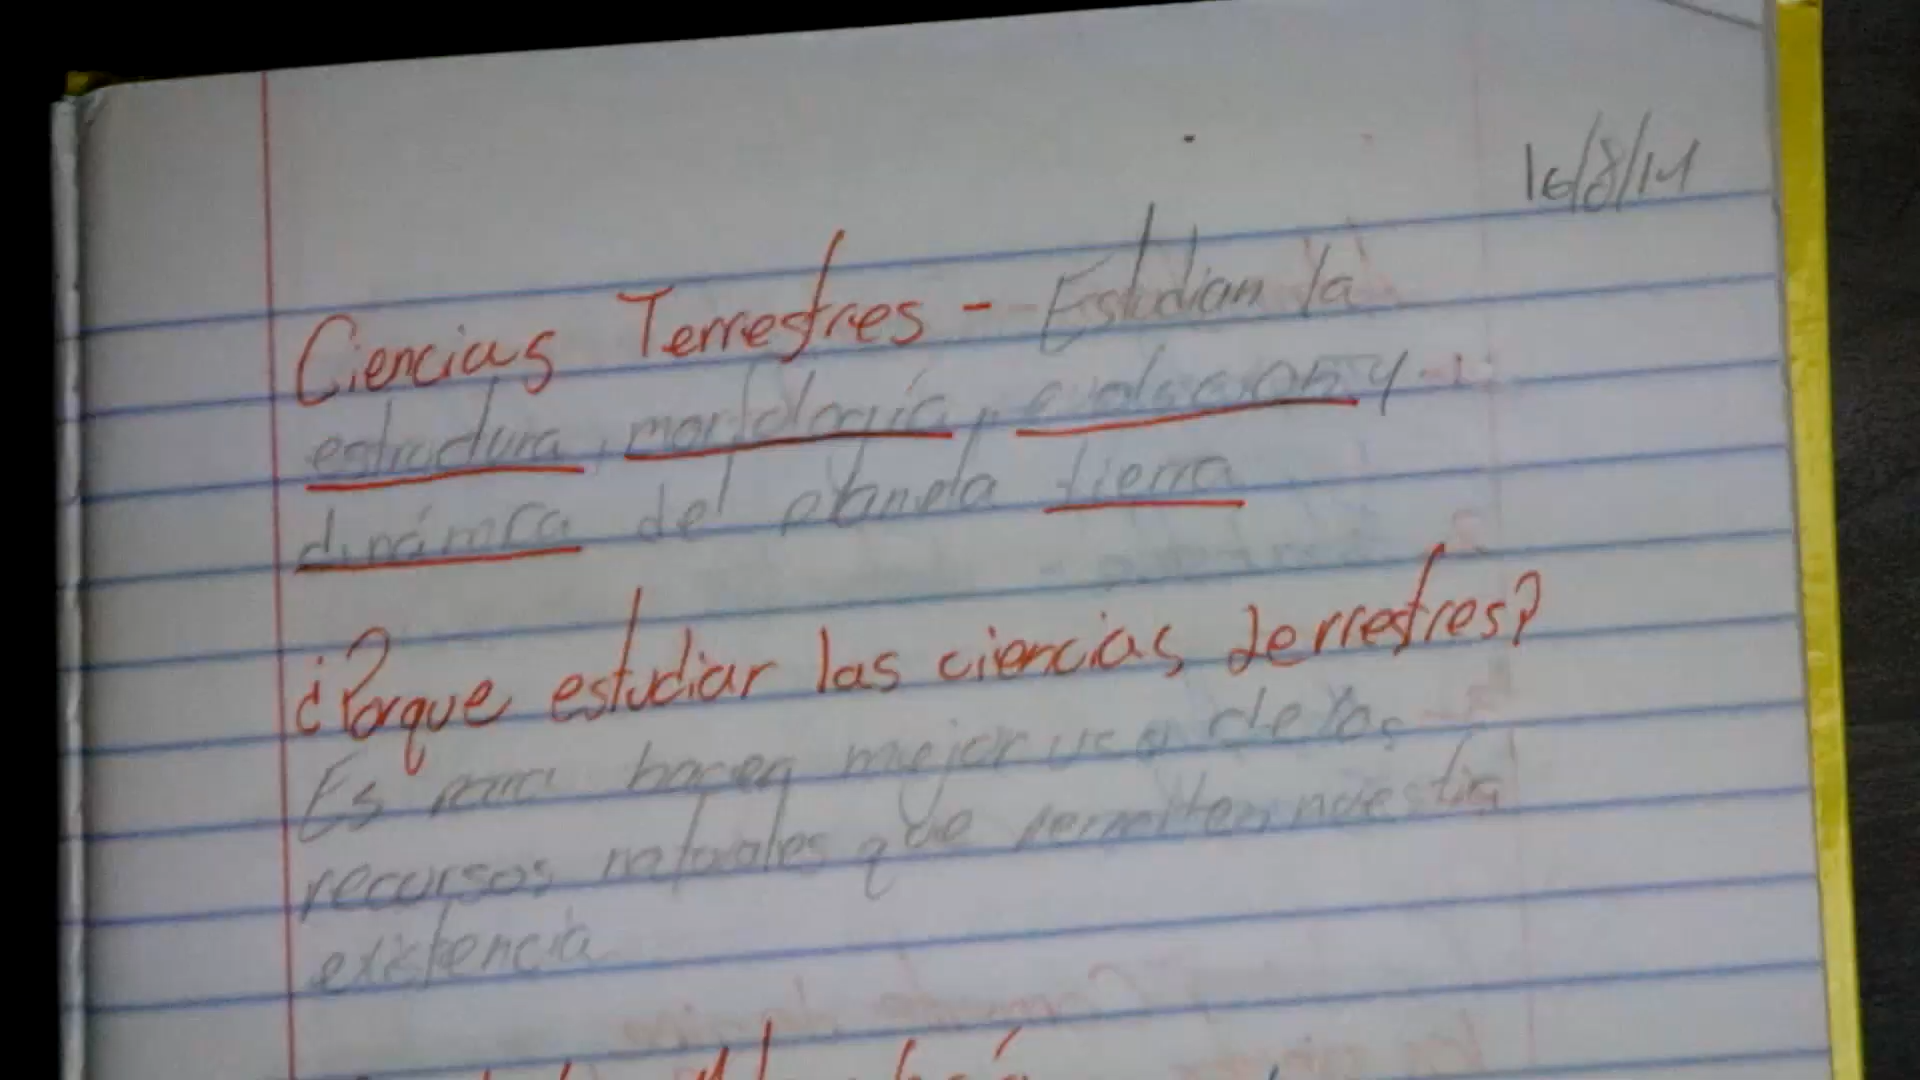 16/8/14
Ciencias Terrestres - Estudian la
estructura, morfología, evolucion y
dinámica del planeta tierra
¿Porque estudiar las ciencias terrestres?
Es para hacer mejor uso de los
recursos naturales que permiten nuestra
existencia